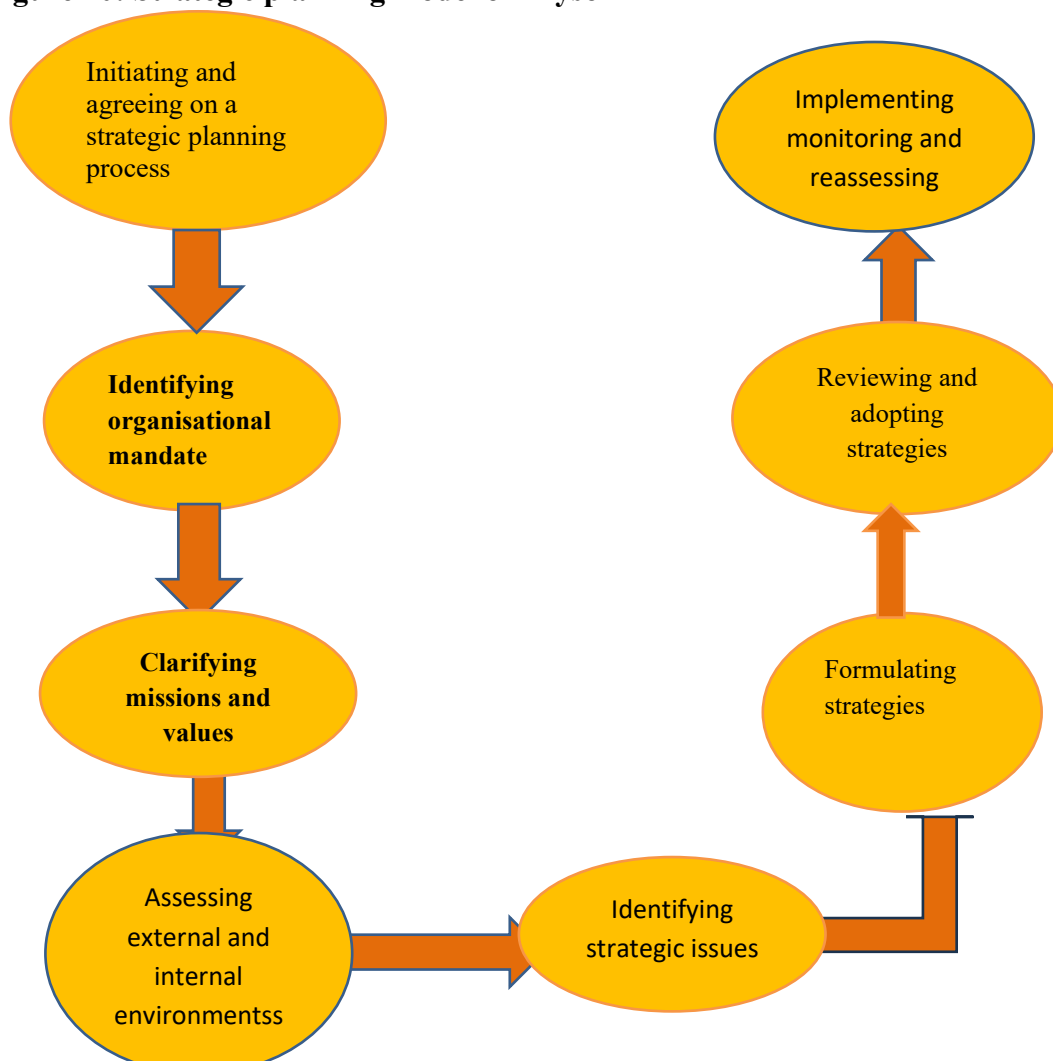 Initiating and
agreeing on a
strategic planning
process
Identifying
organisational
mandate
Clarifying
missions and
values
Assessing
external and
internal
environmentss
Identifying
strategic issues
Formulating
strategies
Reviewing and
adopting
strategies
Implementing
monitoring and
reassessing